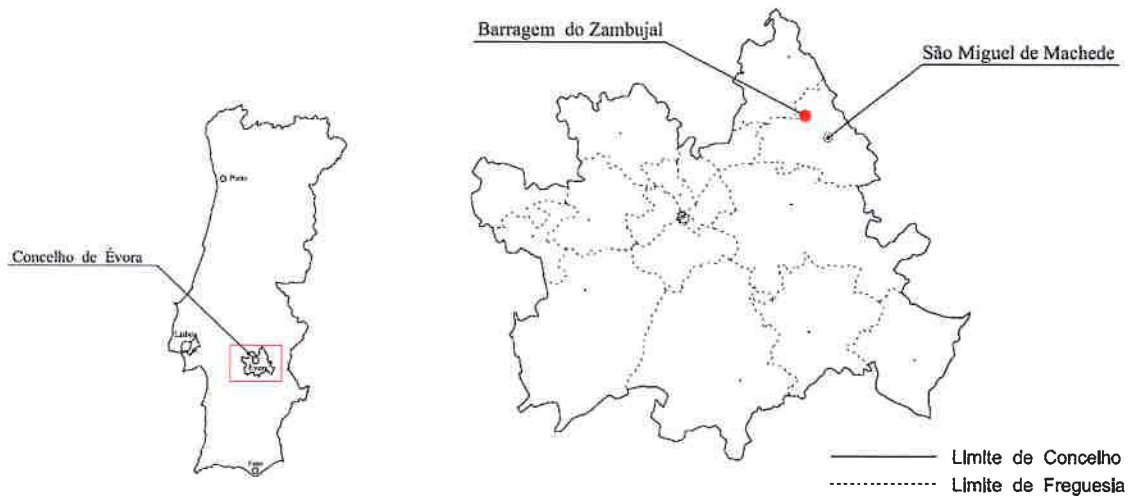 Barragem do Zambujal
São Miguel de Machede
Porto
Concelho de Évora
Lisboa
Évora
Faro
Limite de Concelho
Limite de Freguesia